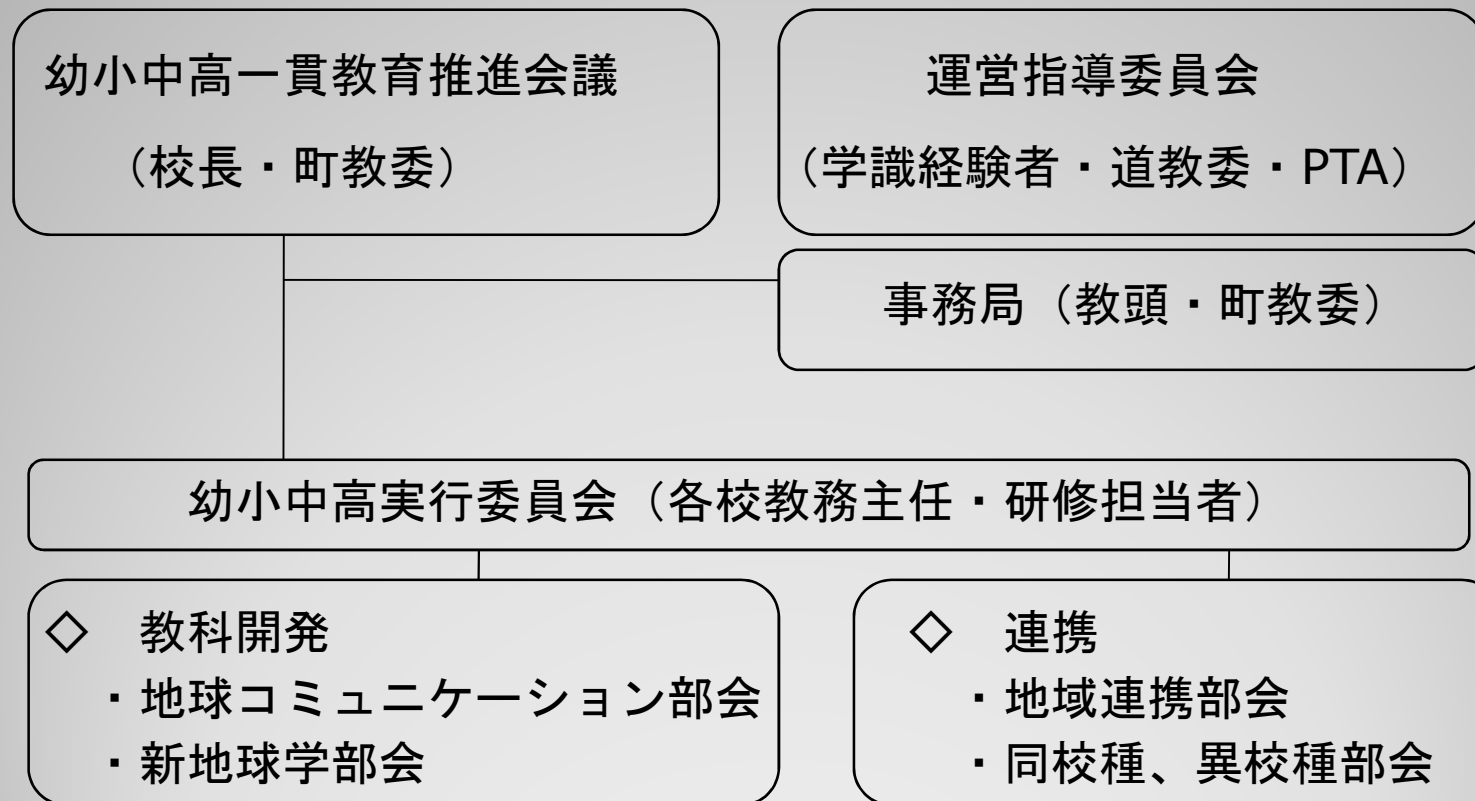 幼小中高一貫教育推進会議
（校長・町教委）
運営指導委員会
（学識経験者・道教委・PTA）
事務局（教頭・町教委）
幼小中高実行委員会（各校教務主任・研修担当者）
◇　教科開発
・地球コミュニケーション部会
・新地球学部会
◇　連携
・地域連携部会
・同校種、異校種部会